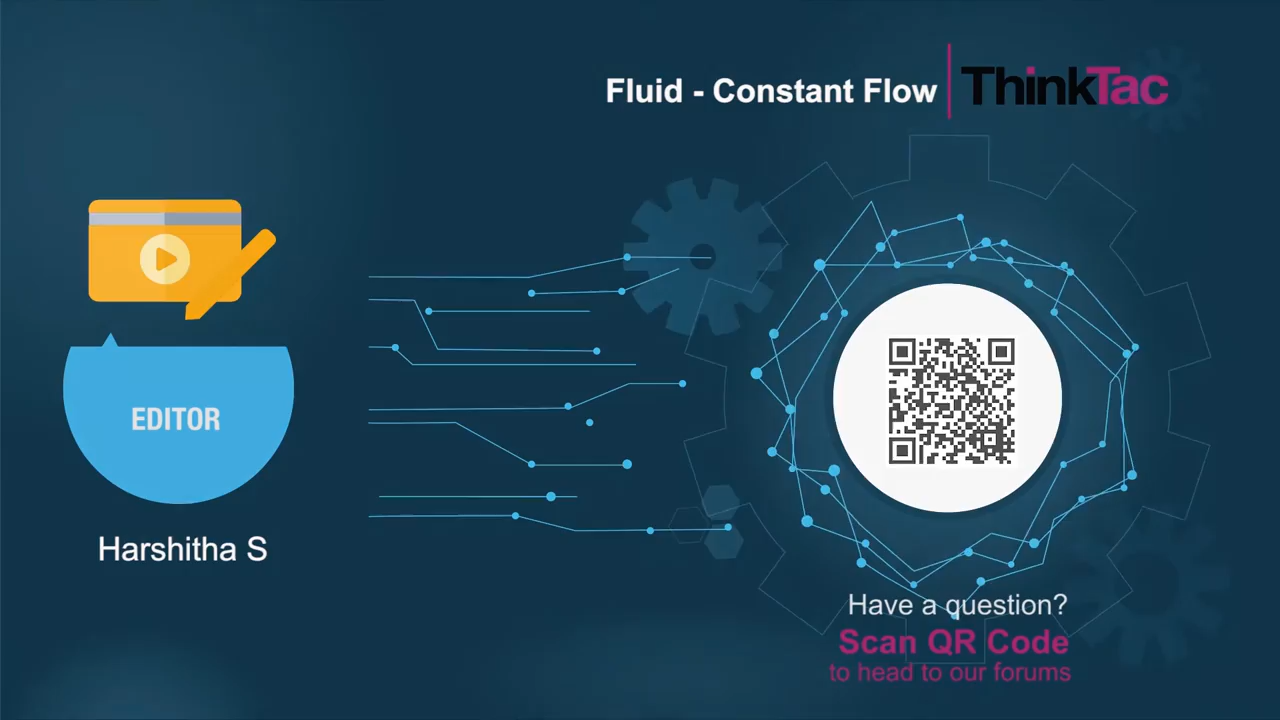 Fluid - Constant Flow
ThinkTac
EDITOR
Harshitha S
Have a question?
Scan QR Code
to head to our forums